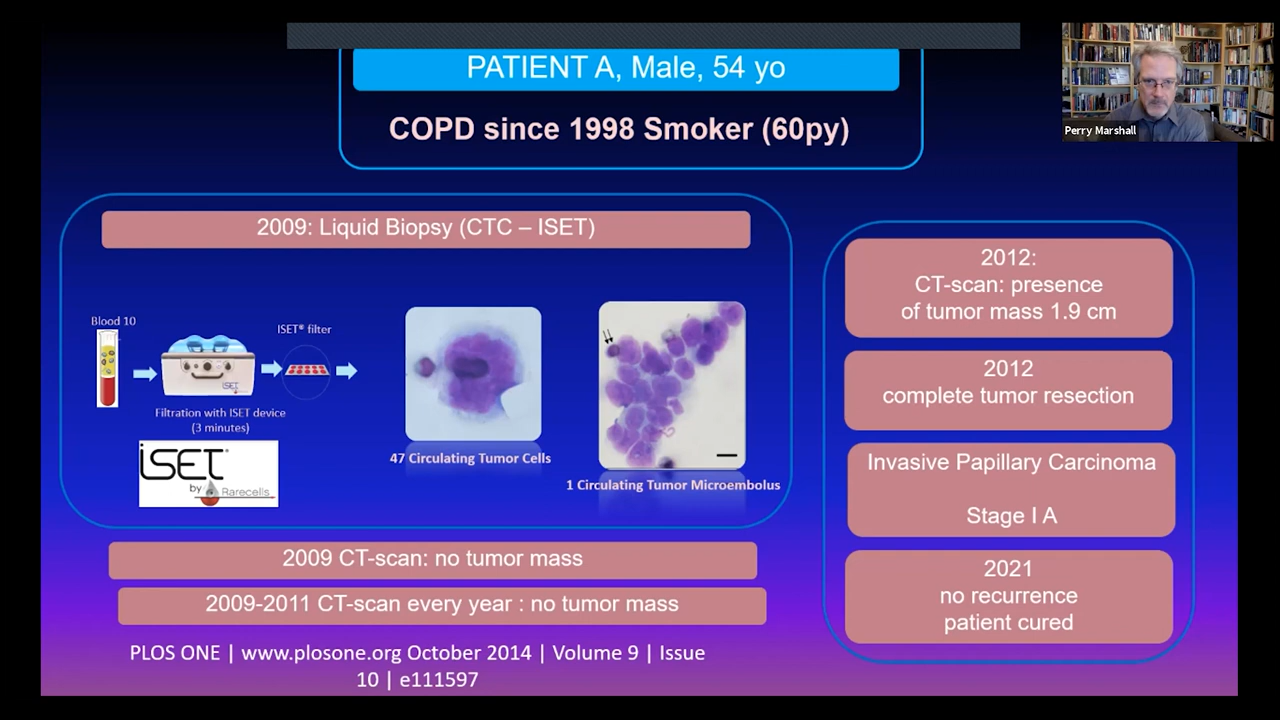 PATIENT A, Male, 54 yo
COPD since 1998 Smoker (60py)
Perry Marshall
2009: Liquid Biopsy (CTC – ISET)
Blood 10
ISET® filter
iSET
Filtration with ISET device
(3 minutes)
iSET®
by Rarecells
47 Circulating Tumor Cells
1 Circulating Tumor Microembolus
2009 CT-scan: no tumor mass
2009-2011 CT-scan every year : no tumor mass
PLOS ONE | www.plosone.org October 2014 | Volume 9 | Issue
10 | e111597
2012:
CT-scan: presence
of tumor mass 1.9 cm
2012
complete tumor resection
Invasive Papillary Carcinoma
Stage I A
2021
no recurrence
patient cured